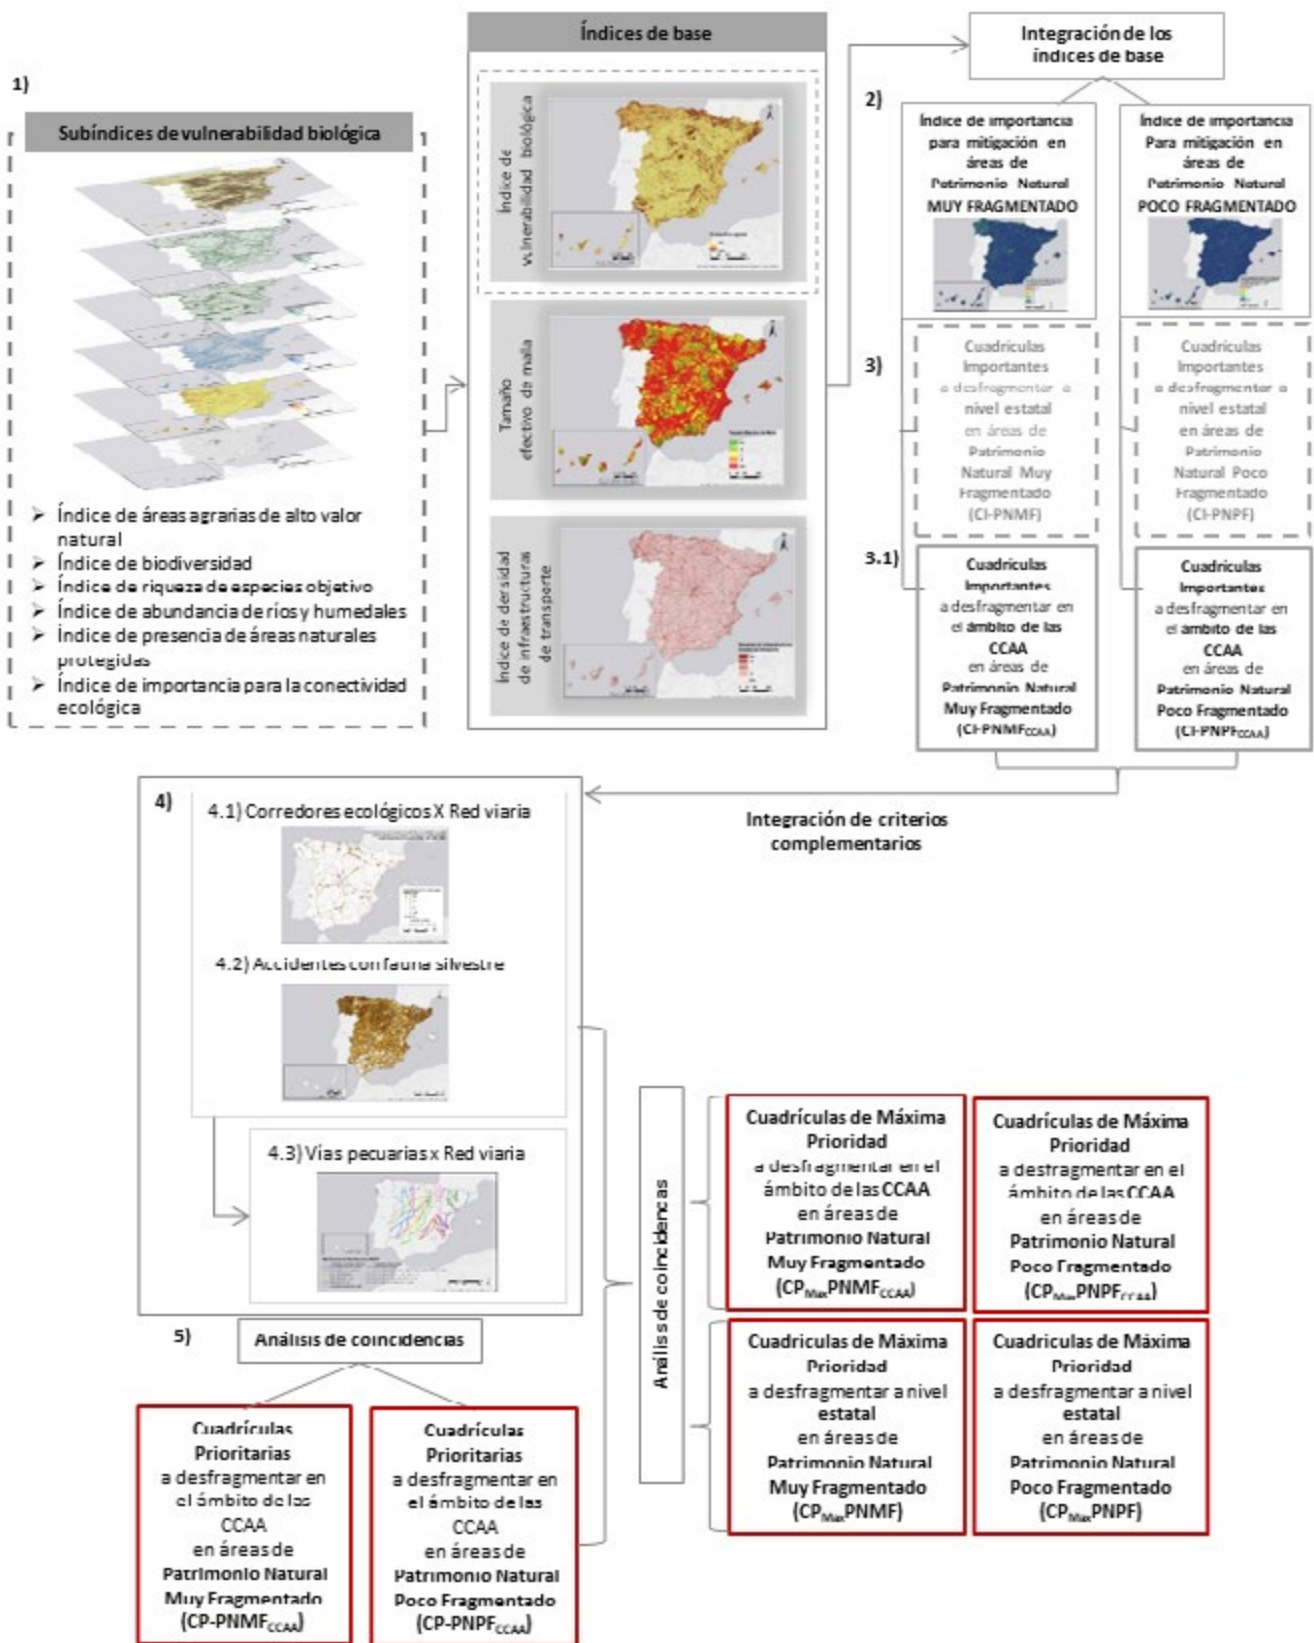 1)
Subíndices de vulnerabilidad biológica
Índice de áreas agrarias de alto valor
natural
Índice de biodiversidad
Índice de riqueza de especies objetivo
Índice de abundancia de ríos y humedales
Índice de presencia de áreas naturales
protegidas
Índice de importancia para la conectividad
ecológica
Índices de base
Índice de
vulnerabilidad biológica
Tamaño
efectivo de malla
Índice de densidad
de infraestructuras
de transporte
Integración de los
índices de base
2)
Índice de importancia
para mitigación en
áreas de
Patrimonio Natural
MUY FRAGMENTADO
Índice de importancia
Para mitigación en
áreas de
Patrimonio Natural
POCO FRAGMENTADO
3)
Cuadrículas
Importantes
a desfragmentar a
nivel estatal
en áreas de
Patrimonio
Natural Muy
Fragmentado
(CI-PNMF)
Cuadrículas
Importantes
a desfragmentar a
nivel estatal
en áreas de
Patrimonio
Natural Poco
Fragmentado
(CI-PNPF)
3.1)
Cuadrículas
Importantes
a desfragmentar en
el ámbito de las
CCAA
en áreas de
Patrimonio Natural
Muy Fragmentado
(CI-PNMFCCAA)
Cuadrículas
Importantes
a desfragmentar en
el ámbito de las
CCAA
en áreas de
Patrimonio Natural
Poco Fragmentado
(CI-PNPFCCAA)
Integración de criterios
complementarios
4)
4.1) Corredores ecológicos X Red viaria
4.2) Accidentes con fauna silvestre
4.3) Vías pecuarias x Red viaria
5)
Análisis de coincidencias
Cuadrículas
Prioritarias
a desfragmentar en
el ámbito de las
CCAA
en áreas de
Patrimonio Natural
Muy Fragmentado
(CP-PNMFCCAA)
Cuadrículas
Prioritarias
a desfragmentar en
el ámbito de las
CCAA
en áreas de
Patrimonio Natural
Poco Fragmentado
(CP-PNPFCCAA)
Análisis de coincidencas
Cuadrículas de Máxima
Prioridad
a desfragmentar en el
ámbito de las CCAA
en áreas de
Patrimonio Natural
Muy Fragmentado
(CPMaxPNMFCCAA)
Cuadrículas de Máxima
Prioridad
a desfragmentar en el
ámbito de las CCAA
en áreas de
Patrimonio Natural
Poco Fragmentado
(CPMaxPNPFCCAA)
Cuadriculas de Máxima
Prioridad
a desfragmentar a nivel
estatal
en áreas de
Patrimonio Natural
Muy Fragmentado
(CPMaxPNMF)
Cuadriculas de Máxima
Prioridad
a desfragmentar a nivel
estatal
en áreas de
Patrimonio Natural
Poco Fragmentado
(CPMaxPNPF)